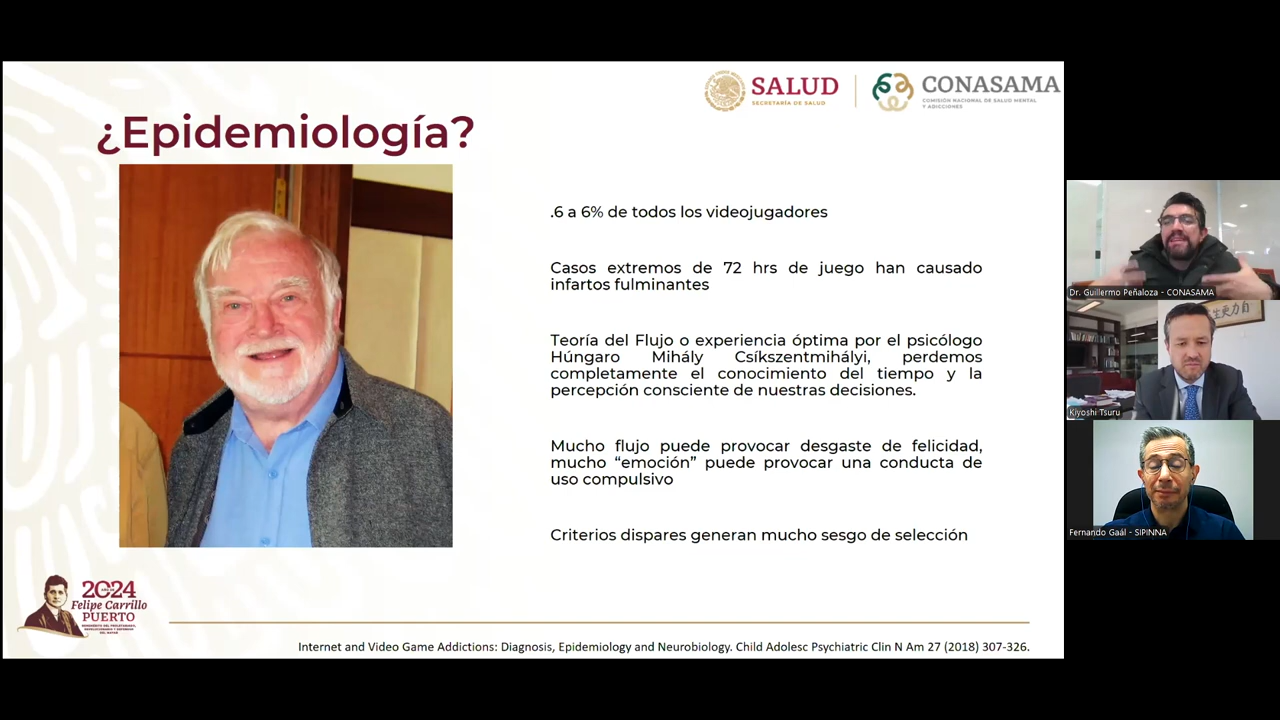 SALUD
SECRETARÍA DE SALUD
CONASAMA
COMISIÓN NACIONAL DE SALUD MENTAL
Y ADICCIONES
¿Epidemiología?
.6 a 6% de todos los videojugadores
Casos extremos de 72 hrs de juego han causado
infartos fulminantes
Teoría del Flujo o experiencia óptima por el psicólogo
Húngaro Mihály Csíkszentmihályi, perdemos
completamente el conocimiento del tiempo y la
percepción consciente de nuestras decisiones.
Mucho flujo puede provocar desgaste de felicidad,
mucho “emoción” puede provocar una conducta de
uso compulsivo
Criterios dispares generan mucho sesgo de selección
2024
Felipe Carrillo
PUERTO
Internet and Video Game Addictions: Diagnosis, Epidemiology and Neurobiology. Child Adolesc Psychiatric Clin N Am 27 (2018) 307-326.
Dr. Guillermo Peñaloza - CONASAMA
Kiyoshi Tsuru
Fernando Gaál - SIPINNA